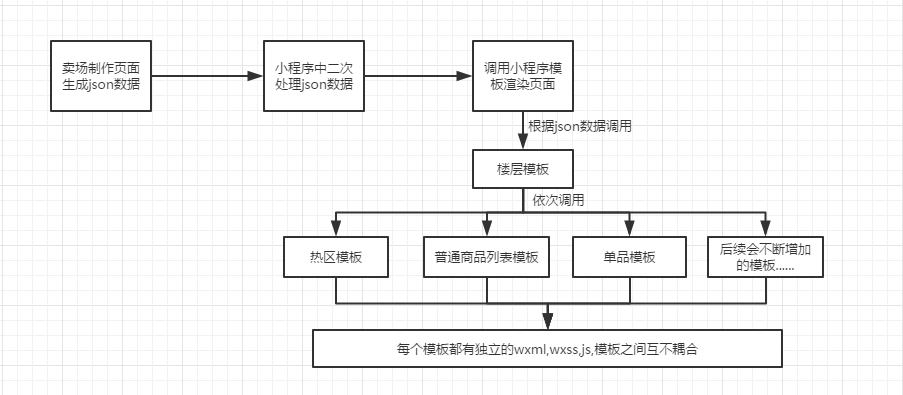 卖场制作页面
生成json数据
小程序中二次
处理json数据
调用小程序模
板渲染页面
根据json数据调用
楼层模板
依次调用
热区模板
普通商品列表模板
单品模板
后续会不断增加
的模板......
每个模板都有独立的wxml,wxss,js,模板之间互不耦合